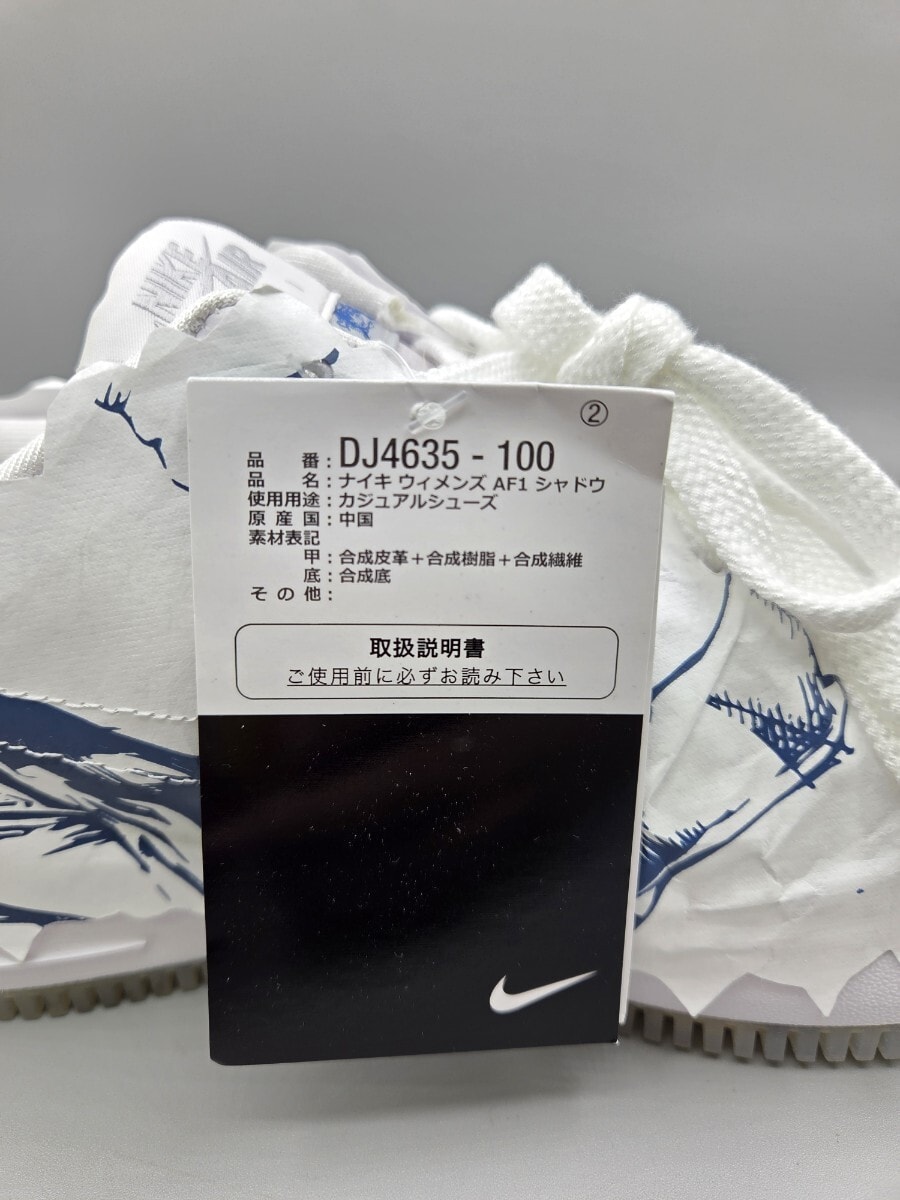 NIKE AIR
②
品番：DJ4635 - 100
品名：ナイキ ウィメンズ AF1 シャドウ
使用用途：カジュアルシューズ
原産国：中国
素材表記
甲：合成皮革＋合成樹脂＋合成繊維
底：合成底
その他：
取扱説明書
ご使用前に必ずお読み下さい